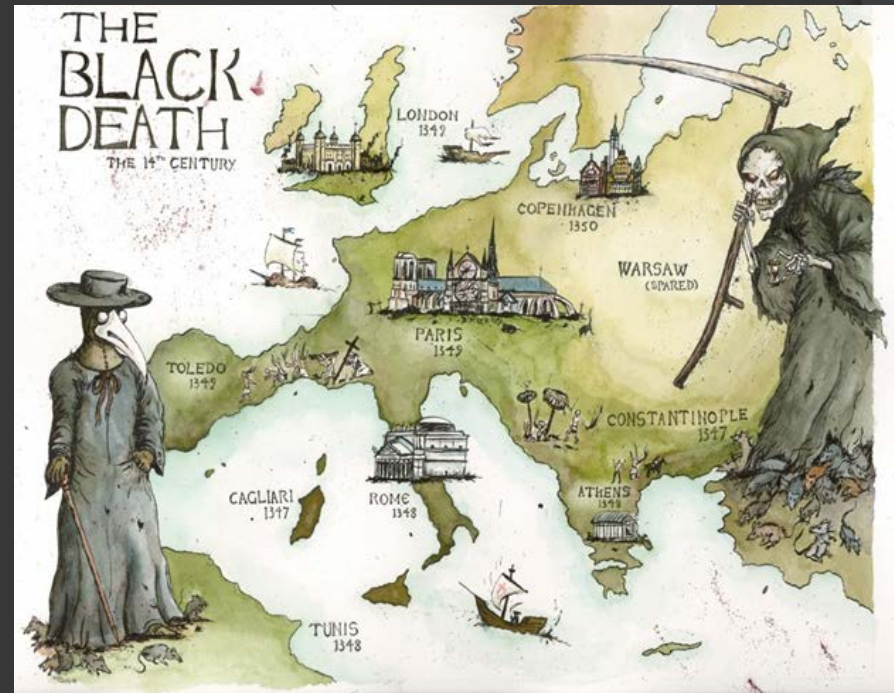 THE
BLACK
DEATH
THE 14TH CENTURY
LONDON
1349
COPENHAGEN
1350
WARSAW
(SPARED)
PARIS
1349
TOLEDO
1349
CONSTANTINOPLE
1347
CAGLIARI
1347
ROME
1348
ATHENS
1348
TUNIS
1348